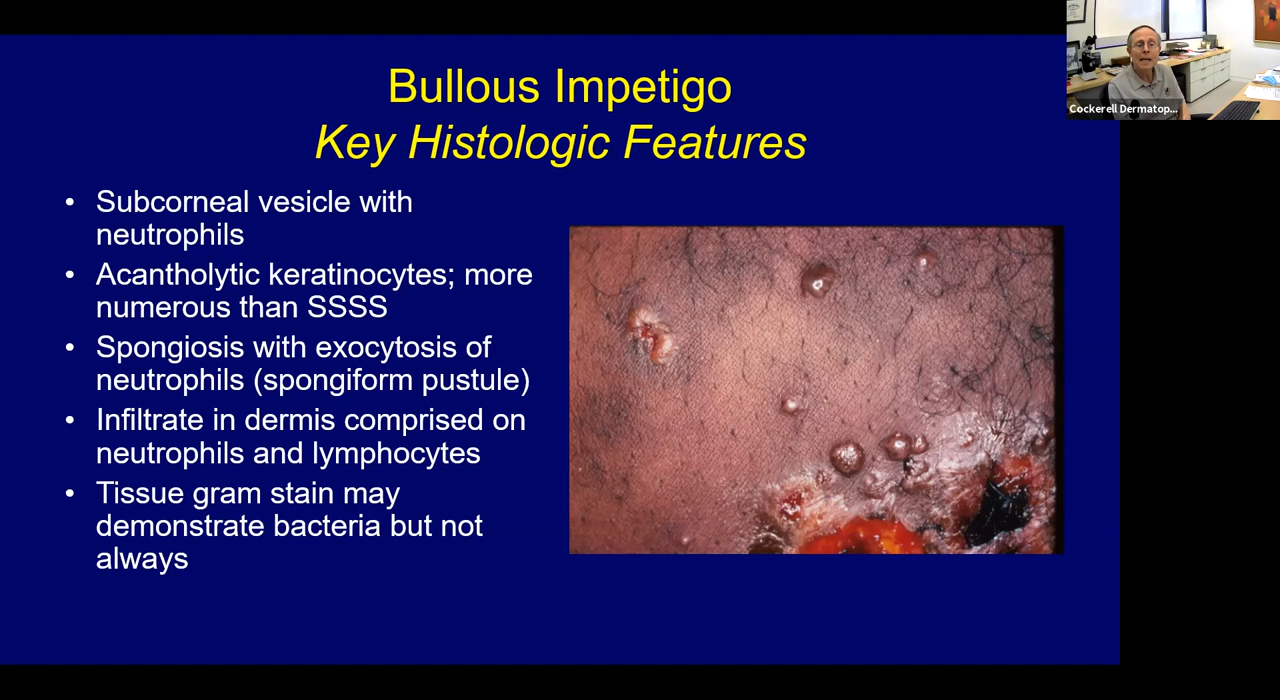 Bullous Impetigo
Key Histologic Features
• Subcorneal vesicle with
neutrophils
• Acantholytic keratinocytes; more
numerous than SSSS
• Spongiosis with exocytosis of
neutrophils (spongiform pustule)
• Infiltrate in dermis comprised on
neutrophils and lymphocytes
• Tissue gram stain may
demonstrate bacteria but not
always
Cockerell Dermatop...